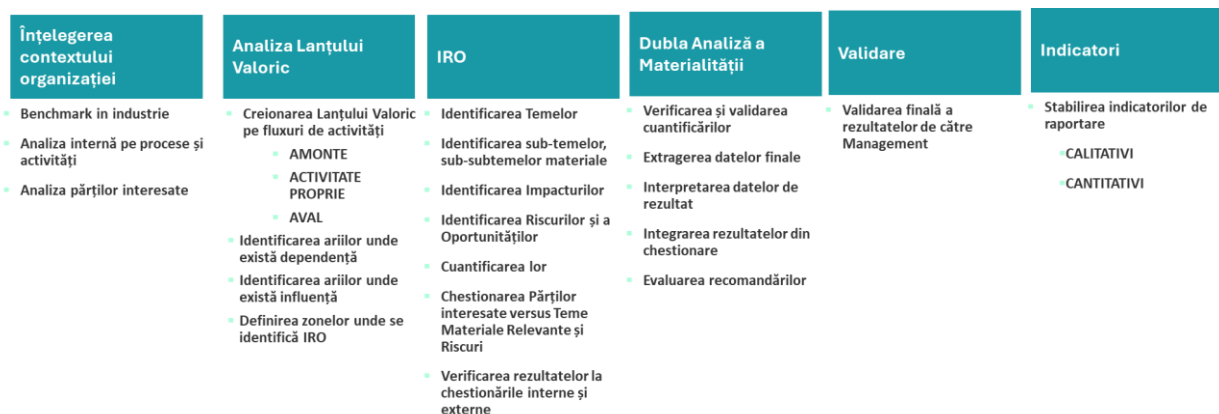 Înțelegerea
contextului
organizației
Benchmark in industrie
Analiza internă pe procese și
activități
Analiza părților interesate
Analiza Lanțului
Valoric
Creionarea Lanțului Valoric
pe fluxuri de activități
AMONTE
ACTIVITATE
PROPRIE
AVAL
Identificarea ariilor unde
există dependență
Identificarea ariilor unde
există influență
Definirea zonelor unde se
identifică IRO
IRO
Identificarea Temelor
Identificarea sub-temelor,
sub-subtemelor materiale
Identificarea Impacturilor
Identificarea Riscurilor și a
Oportunităților
Cuantificarea lor
Chestionarea Părților
interesate versus Teme
Materiale Relevante și
Riscuri
Verificarea rezultatelor la
chestionările interne și
externe
Dubla Analiză a
Materialității
Verificarea și validarea
cuantificărilor
Extragerea datelor finale
Interpretarea datelor de
rezultat
Integrarea rezultatelor din
chestionare
Evaluarea recomandărilor
Validare
Validarea finală a
rezultatelor de către
Management
Indicatori
Stabilirea indicatorilor de
raportare
CALITATIVI
CANTITATIVI